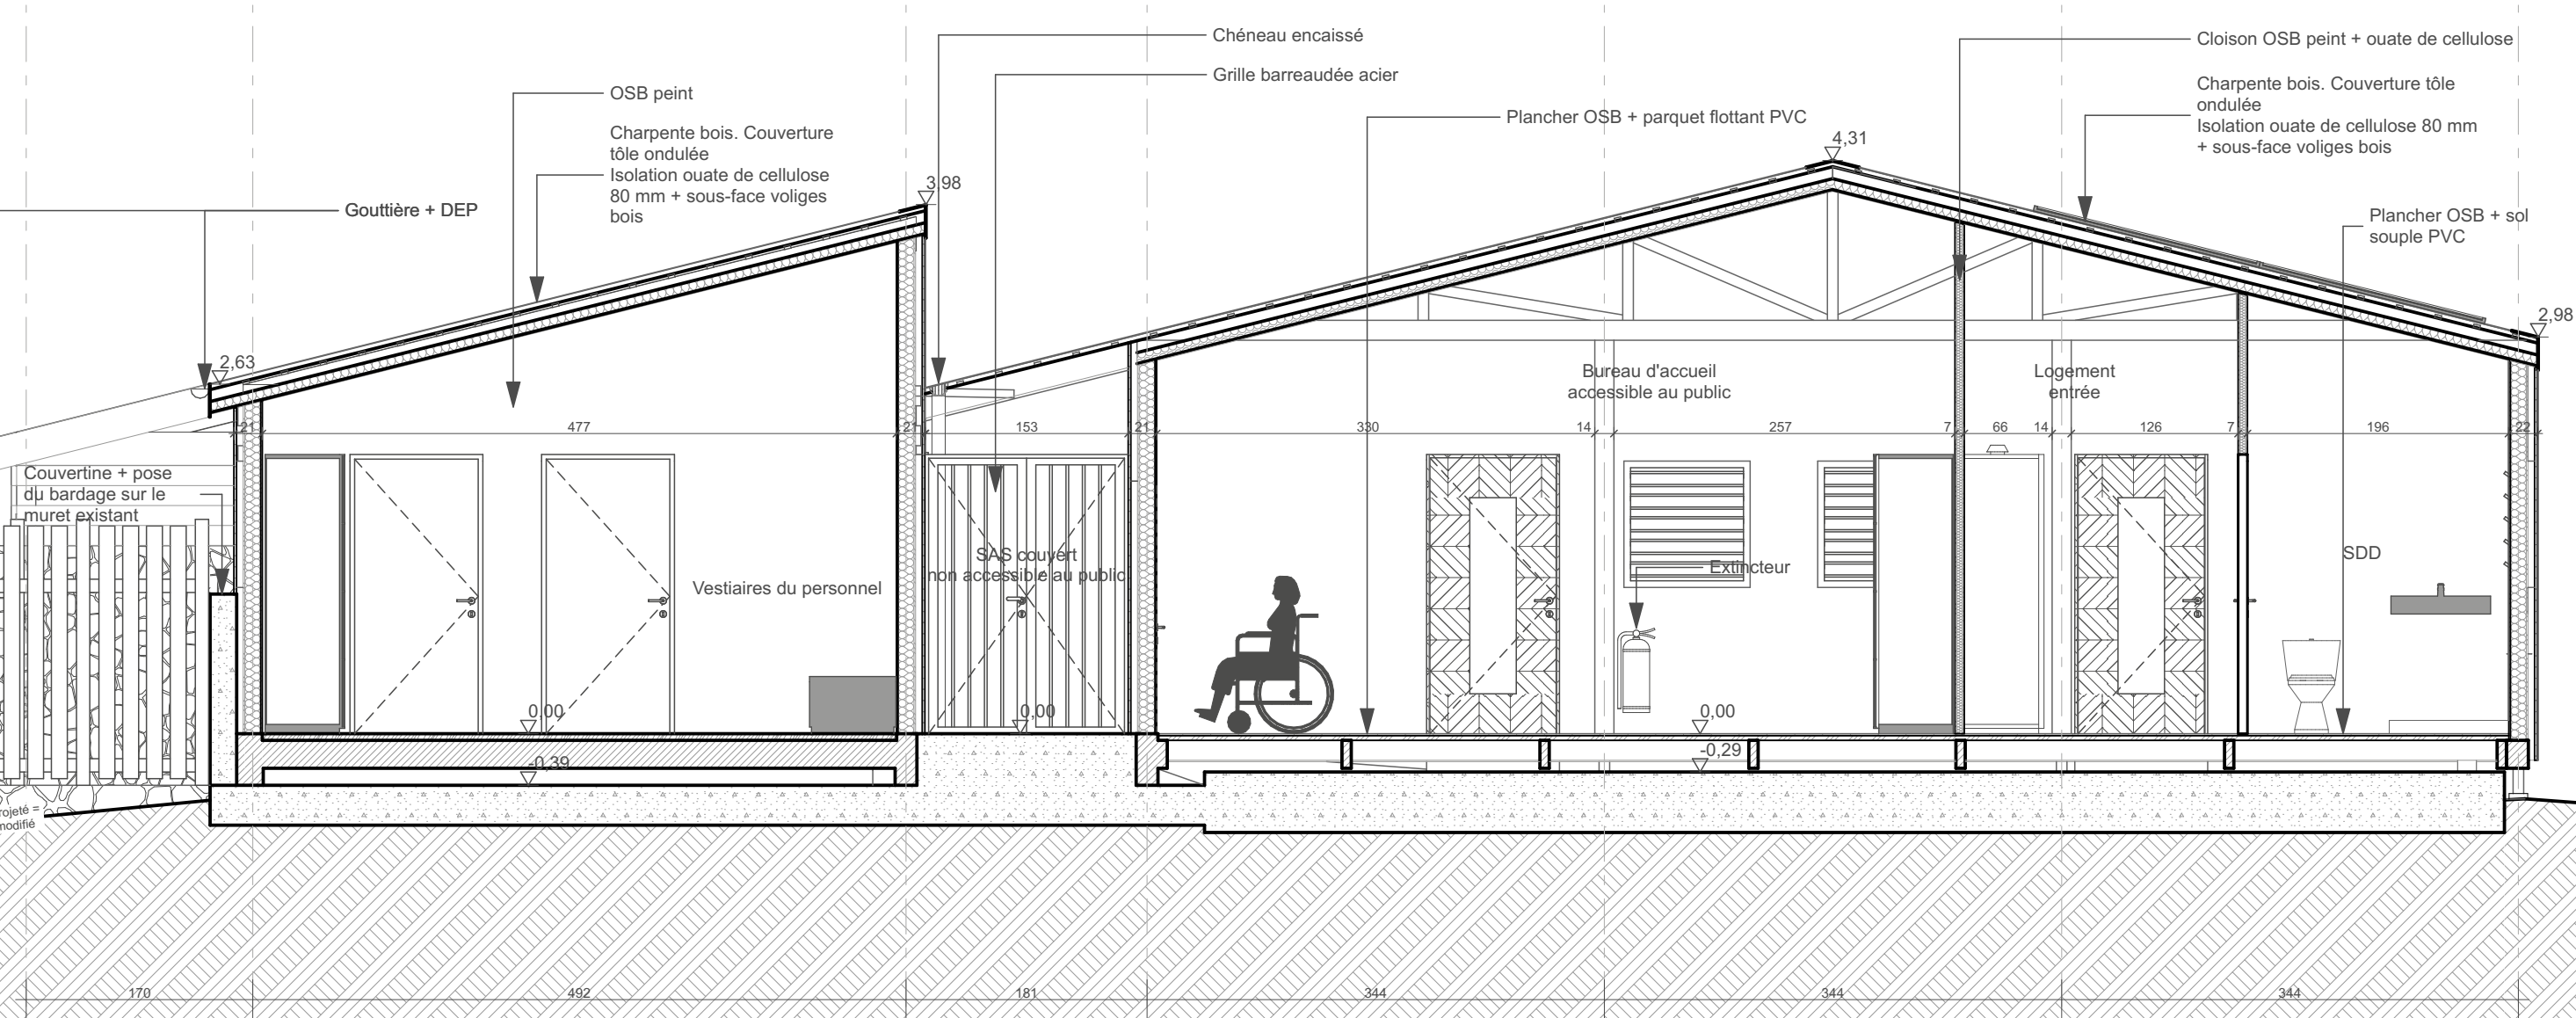 Chéneau encaissé
Grille barreaudée acier
Cloison OSB peint + ouate de cellulose
Charpente bois. Couverture tôle
ondulée
Isolation ouate de cellulose 80 mm
+ sous-face voliges bois
OSB peint
Charpente bois. Couverture
tôle ondulée
Isolation ouate de cellulose
80 mm + sous-face voliges
bois
Plancher OSB + parquet flottant PVC
4,31
3,98
Gouttière + DEP
Plancher OSB + sol
souple PVC
2,98
2,63
Bureau d'accueil
accessible au public
Logement
entrée
21 477 21 153 21 330 14 257 7 66 14 126 7 196 22
Couvertine + pose
du bardage sur le
muret existant
SAS couvert
non accessible au public
Vestiaires du personnel
Extincteur
SDD
0,00 0,00 0,00
-0,39 -0,29
rojeté =
modifié
170 492 181 344 344 344